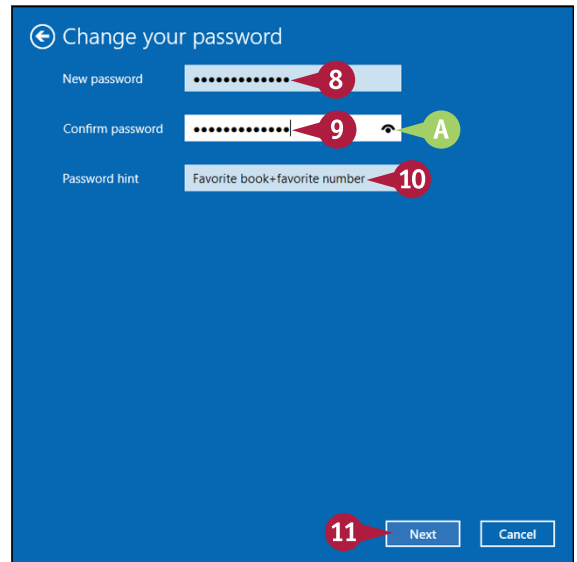 Change your password
New password ••••••••••••• 8
Confirm password ••••••••••••• 9 A
Password hint Favorite book+favorite number 10
11 Next Cancel